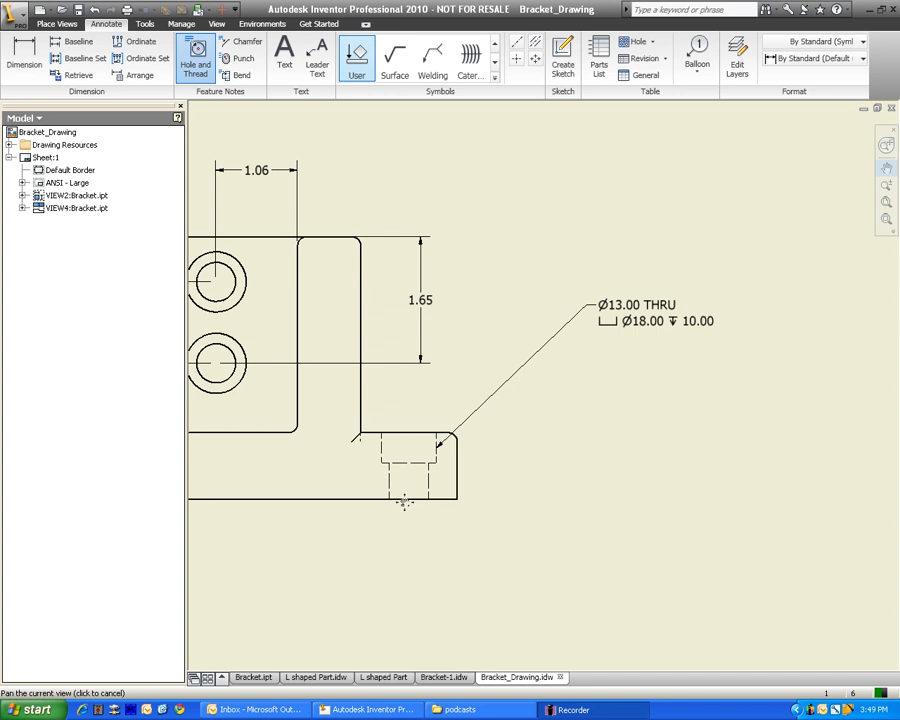 Autodesk Inventor Professional 2010 - NOT FOR RESALE Bracket_Drawing
Type a keyword or phrase
PRO
Place Views
Annotate
Tools
Manage
View
Environments
Get Started
Dimension
Baseline
Baseline Set
Retrieve
Ordinate
Ordinate Set
Arrange
Dimension
Hole and Thread
Chamfer
Punch
Bend
Feature Notes
Text
Leader Text
Text
User
Surface
Welding
Cater...
Symbols
Create Sketch
Sketch
Parts List
Hole
Revision
General
Balloon
Table
Edit Layers
By Standard (Symb
By Standard (Default
Format
Model
Bracket_Drawing
Drawing Resources
Sheet:1
Default Border
ANSI - Large
VIEW2:Bracket.ipt
VIEW4:Bracket.ipt
1.06
1.65
Ø13.00 THRU
⌴ Ø18.00 ↧ 10.00
Bracket.ipt
L shaped Part.idw
L shaped Part
Bracket-1.idw
Bracket_Drawing.idw
Pan the current view (click to cancel)
1
6
start
Inbox - Microsoft Out...
Autodesk Inventor Pr...
podcasts
Recorder
3:49 PM